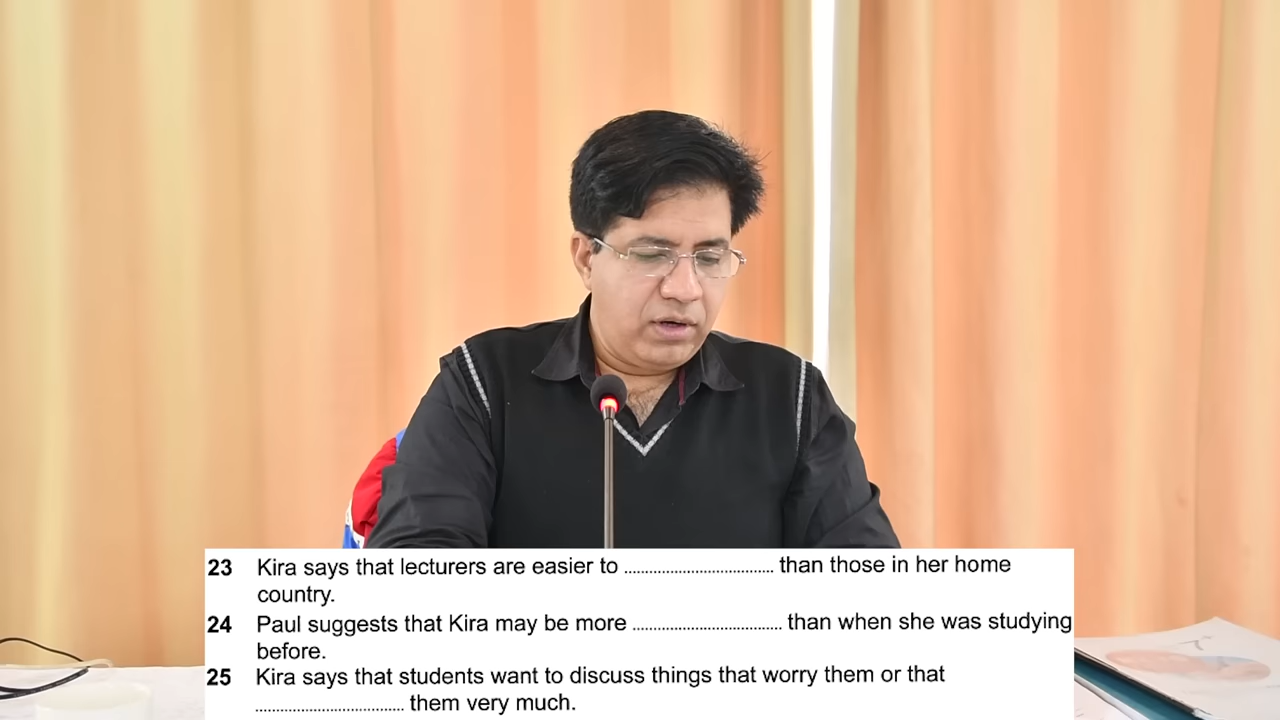 23 Kira says that lecturers are easier to .................................... than those in her home
country.
24 Paul suggests that Kira may be more .................................... than when she was studying
before.
25 Kira says that students want to discuss things that worry them or that
.................................... them very much.